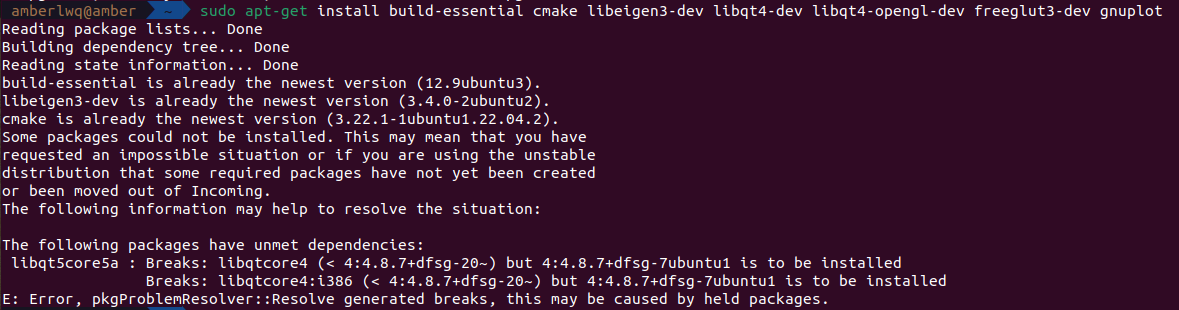 amberlwq@amber ~ sudo apt-get install build-essential cmake libeigen3-dev libqt4-dev libqt4-opengl-dev freeglut3-dev gnuplot
Reading package lists... Done
Building dependency tree... Done
Reading state information... Done
build-essential is already the newest version (12.9ubuntu3).
libeigen3-dev is already the newest version (3.4.0-2ubuntu2).
cmake is already the newest version (3.22.1-1ubuntu1.22.04.2).
Some packages could not be installed. This may mean that you have
requested an impossible situation or if you are using the unstable
distribution that some required packages have not yet been created
or been moved out of Incoming.
The following information may help to resolve the situation:

The following packages have unmet dependencies:
 libqt5core5a : Breaks: libqtcore4 (< 4:4.8.7+dfsg-20~) but 4:4.8.7+dfsg-7ubuntu1 is to be installed
                Breaks: libqtcore4:i386 (< 4:4.8.7+dfsg-20~) but 4:4.8.7+dfsg-7ubuntu1 is to be installed
E: Error, pkgProblemResolver::Resolve generated breaks, this may be caused by held packages.